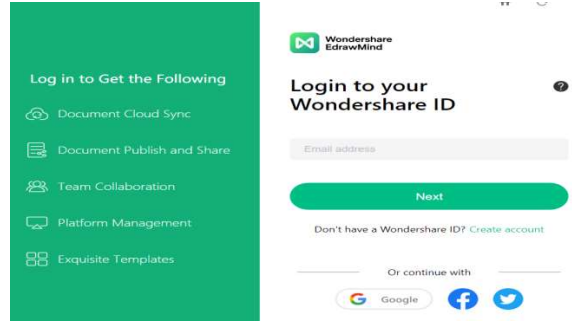 Log in to Get the Following
Document Cloud Sync
Document Publish and Share
Team Collaboration
Platform Management
Exquisite Templates
Wondershare
EdrawMind
Login to your
Wondershare ID
?
Email address
Next
Don't have a Wondershare ID? Create account
Or continue with
G Google